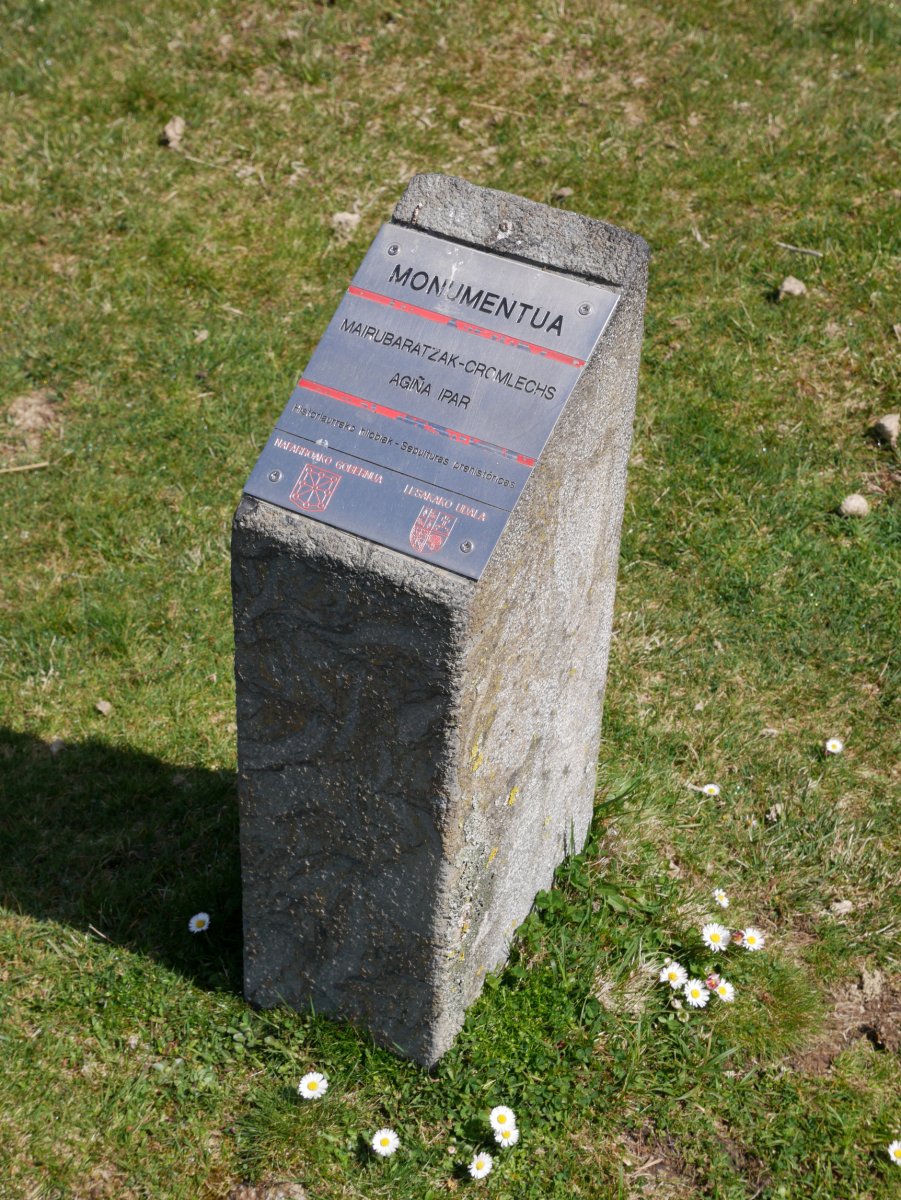 MONUMENTUA
MAIRUBARATZAK-CROMLECHS
AGIÑA IPAR
Historiaurreko hilobiak - Sepulturas prehistóricas
NAFARROAKO GOBERNUA
LESAKAKO UDALA